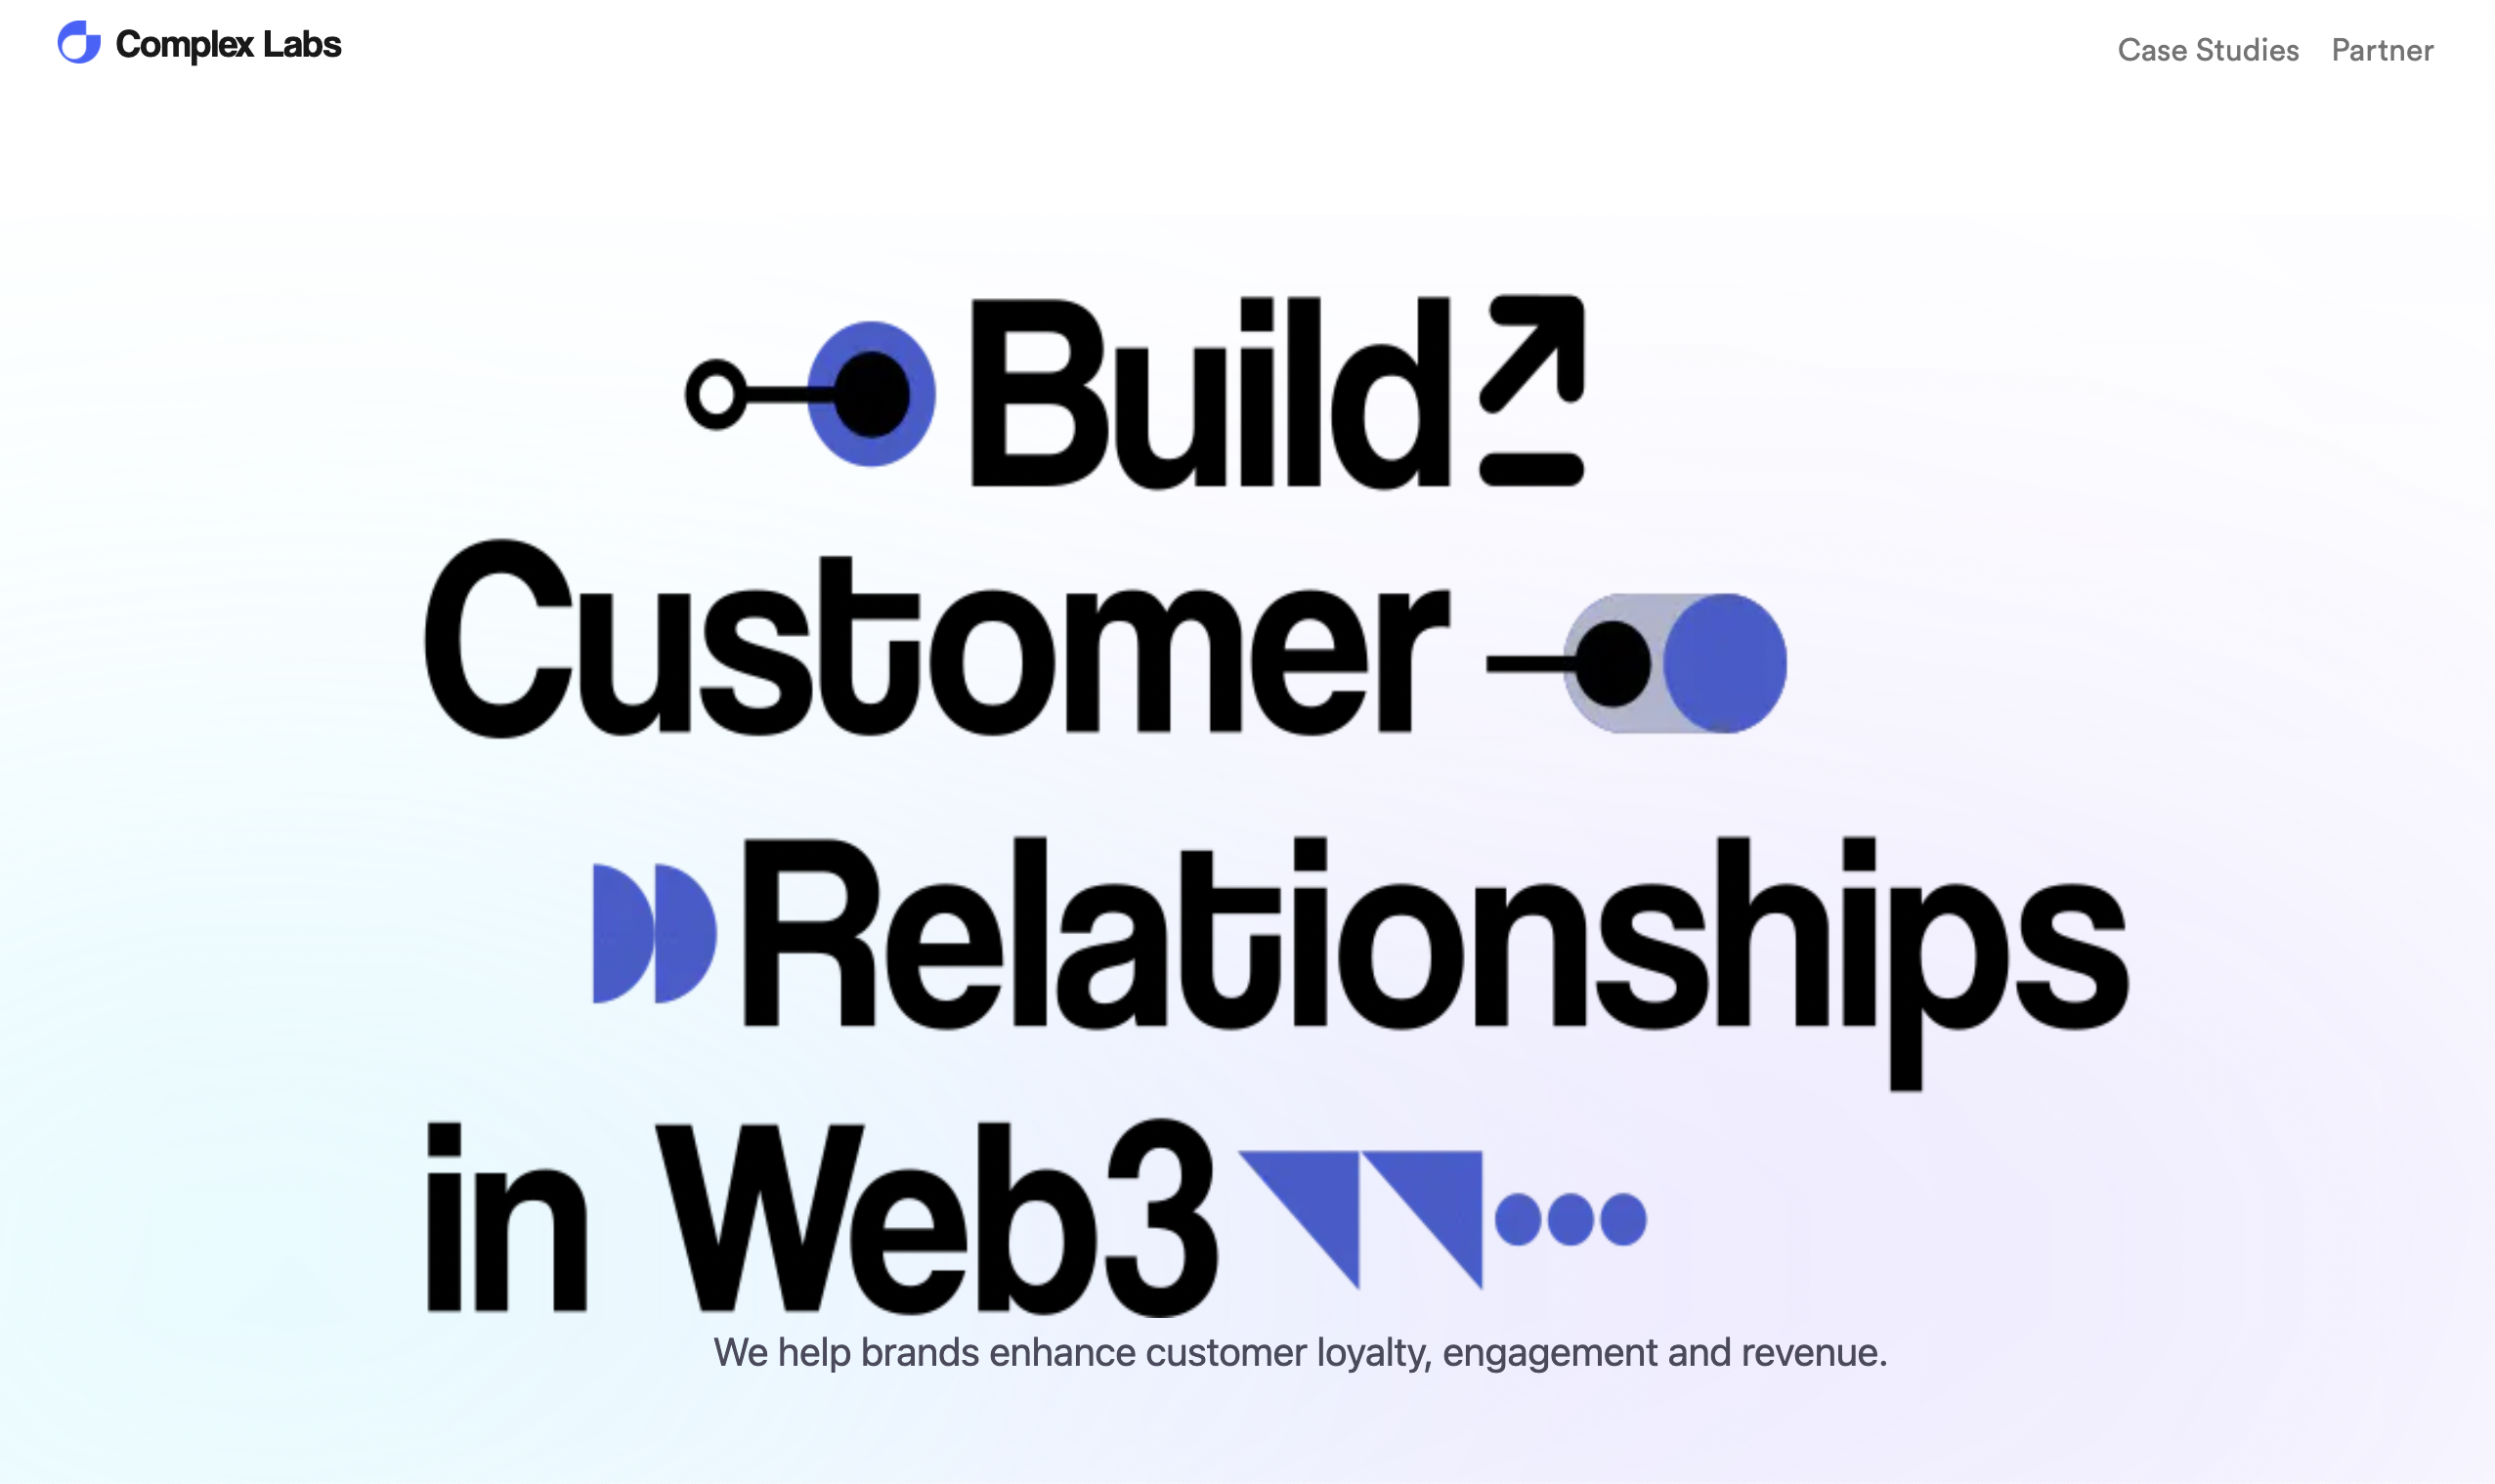 Complex Labs
Case Studies Partner
Build
Customer
Relationships
in Web3
We help brands enhance customer loyalty, engagement and revenue.